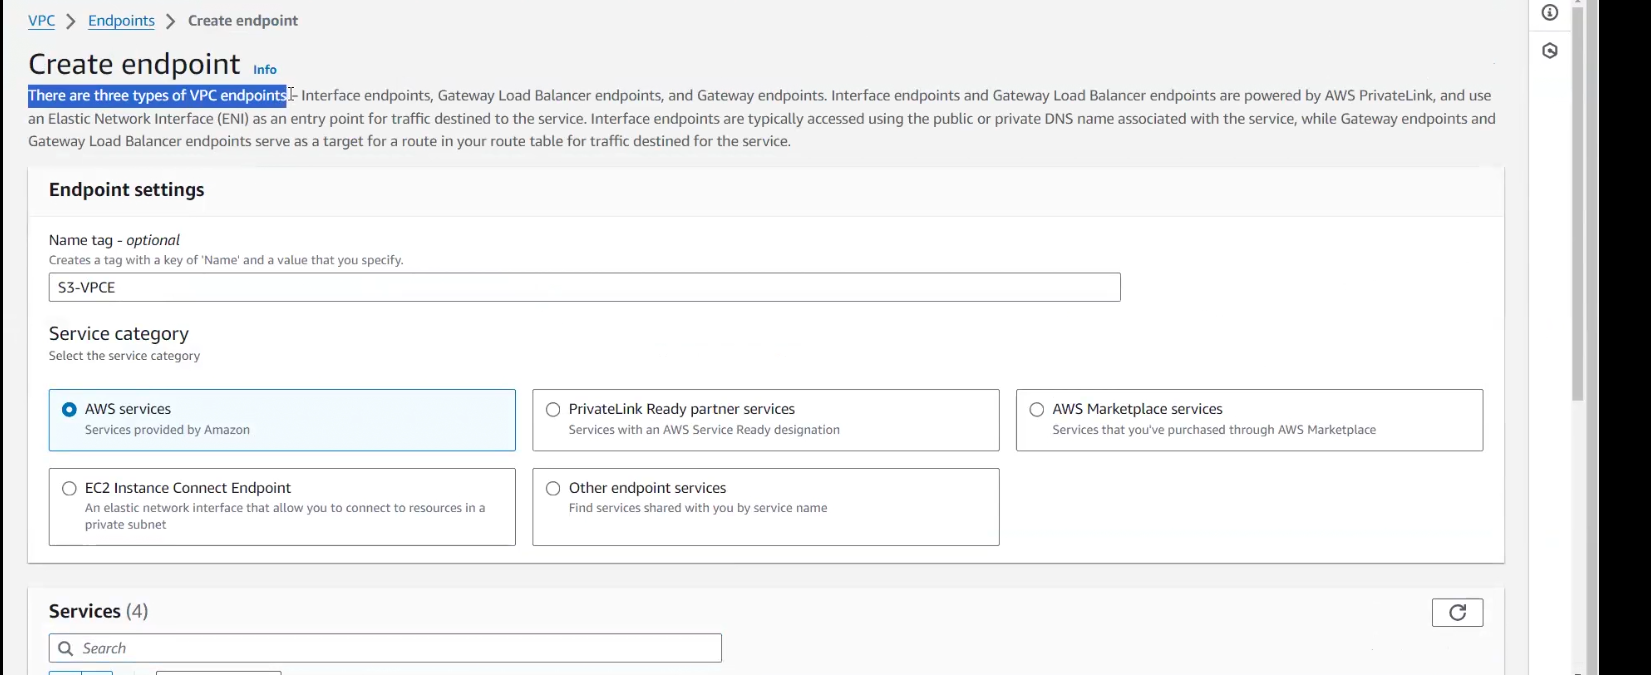 VPC > Endpoints > Create endpoint
Create endpoint Info
There are three types of VPC endpoints - Interface endpoints, Gateway Load Balancer endpoints, and Gateway endpoints. Interface endpoints and Gateway Load Balancer endpoints are powered by AWS PrivateLink, and use
an Elastic Network Interface (ENI) as an entry point for traffic destined to the service. Interface endpoints are typically accessed using the public or private DNS name associated with the service, while Gateway endpoints and
Gateway Load Balancer endpoints serve as a target for a route in your route table for traffic destined for the service.
Endpoint settings
Name tag - optional
Creates a tag with a key of 'Name' and a value that you specify.
S3-VPCE
Service category
Select the service category
AWS services
Services provided by Amazon
PrivateLink Ready partner services
Services with an AWS Service Ready designation
AWS Marketplace services
Services that you've purchased through AWS Marketplace
EC2 Instance Connect Endpoint
An elastic network interface that allow you to connect to resources in a
private subnet
Other endpoint services
Find services shared with you by service name
Services (4)
Search